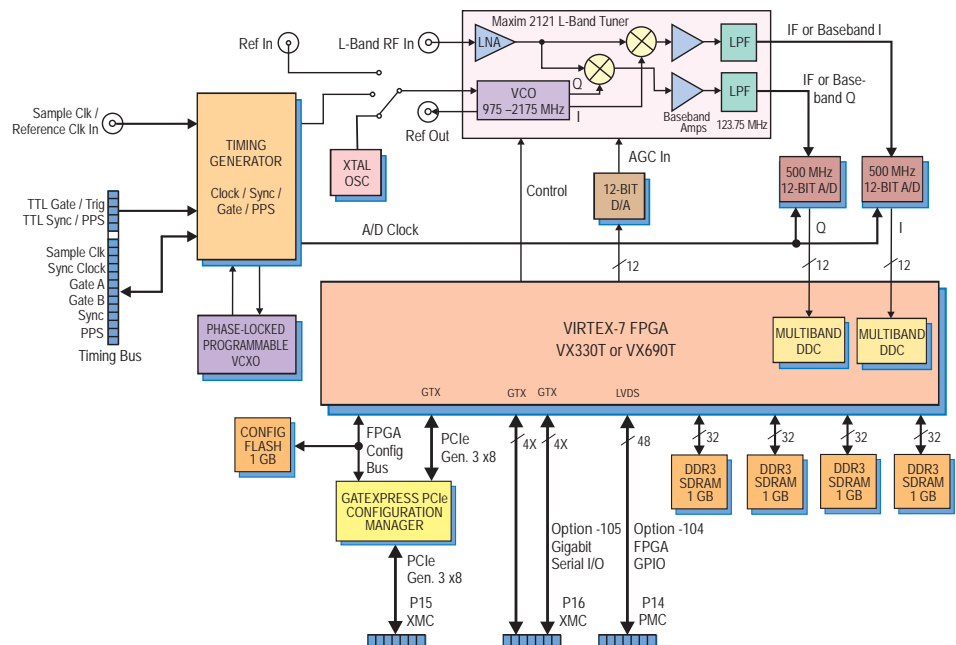 Maxim 2121 L-Band Tuner
Ref In
L-Band RF In
LNA
LPF
IF or Baseband I
IF or Base-
band Q
Q
VCO
975 –2175 MHz
I
LPF
Baseband
Amps
123.75 MHz
Ref Out
Sample Clk /
Reference Clk In
TIMING
GENERATOR
Clock / Sync /
Gate / PPS
XTAL
OSC
AGC In
Control
12-BIT
D/A
500 MHz
12-BIT A/D
500 MHz
12-BIT A/D
TTL Gate / Trig
TTL Sync / PPS
A/D Clock
Q
I
Sample Clk
Sync Clock
Gate A
Gate B
Sync
PPS
Timing Bus
12
12
12
PHASE-LOCKED
PROGRAMMABLE
VCXO
VIRTEX-7 FPGA
VX330T or VX690T
MULTIBAND
DDC
MULTIBAND
DDC
GTX
GTX
GTX
LVDS
CONFIG
FLASH
1 GB
FPGA
Config
Bus
PCIe
Gen. 3 x8
4X
4X
48
32
32
32
32
DDR3
SDRAM
1 GB
DDR3
SDRAM
1 GB
DDR3
SDRAM
1 GB
DDR3
SDRAM
1 GB
GATEXPRESS PCIe
CONFIGURATION
MANAGER
PCIe
Gen. 3 x8
Option -105
Gigabit
Serial I/O
Option -104
FPGA
GPIO
P15
XMC
P16
XMC
P14
PMC